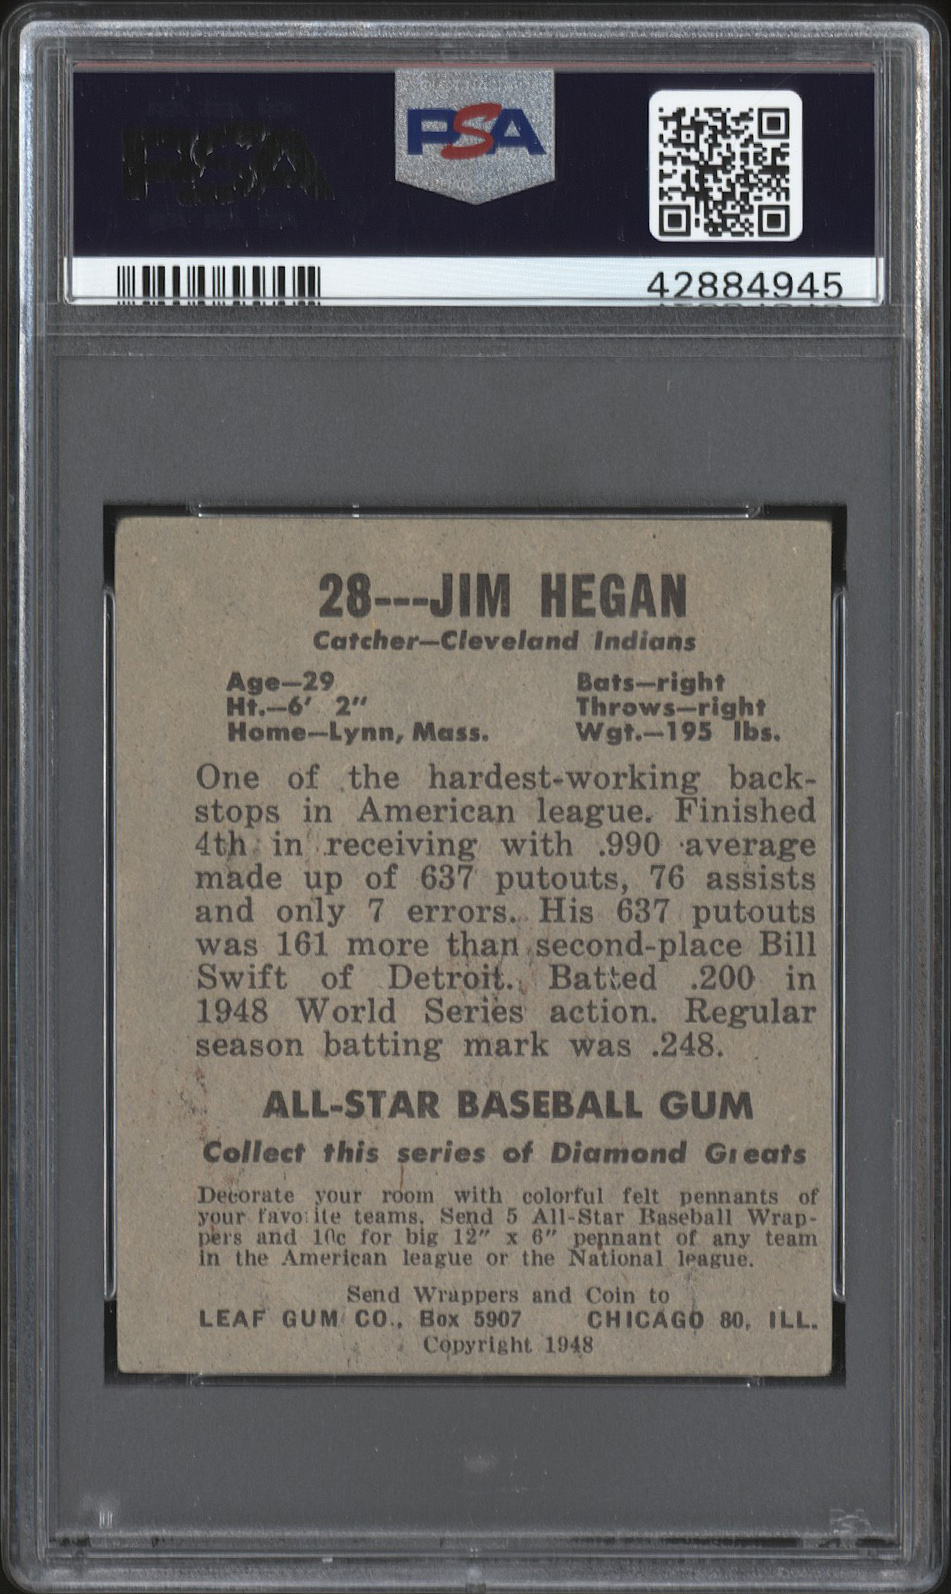 PSA
PSA
42884945
28---JIM HEGAN
Catcher—Cleveland Indians
Age—29 Bats—right
Ht.—6' 2" Throws—right
Home—Lynn, Mass. Wgt.—195 lbs.
One of the hardest-working back-
stops in American league. Finished
4th in receiving with .990 average
made up of 637 putouts, 76 assists
and only 7 errors. His 637 putouts
was 161 more than second-place Bill
Swift of Detroit. Batted .200 in
1948 World Series action. Regular
season batting mark was .248.
ALL-STAR BASEBALL GUM
Collect this series of Diamond Greats
Decorate your room with colorful felt pennants of
your favorite teams. Send 5 All-Star Baseball Wrap-
pers and 10c for big 12" x 6" pennant of any team
in the American league or the National league.
Send Wrappers and Coin to
LEAF GUM CO., Box 5907 CHICAGO 80, ILL.
Copyright 1948